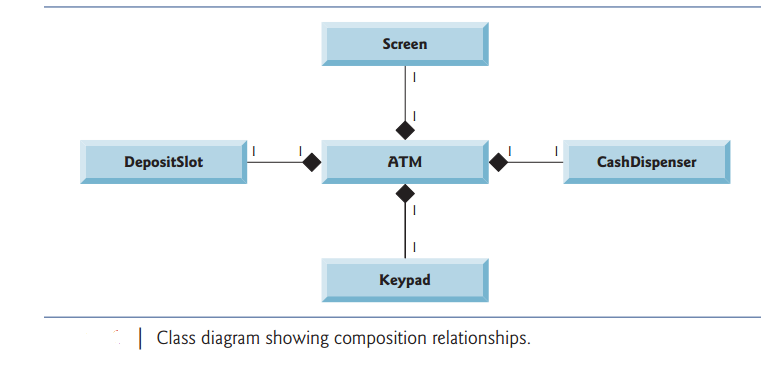 Screen
1
1
DepositSlot 1 1 ATM 1 1 CashDispenser
1
1
Keypad
Class diagram showing composition relationships.